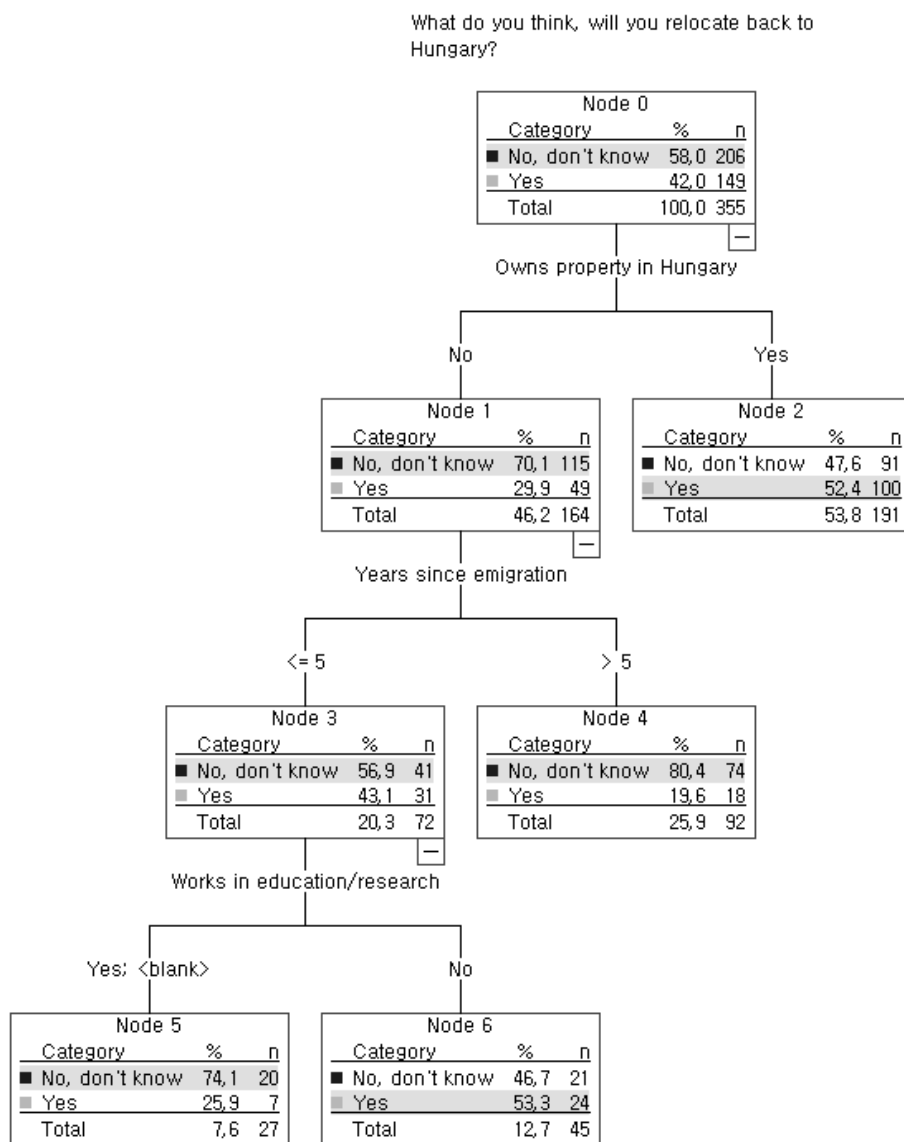 What do you think, will you relocate back to
Hungary?
Node 0
Category % n
No, don't know 58,0 206
Yes 42,0 149
Total 100,0 355
Owns property in Hungary
No
Yes
Node 1
Category % n
No, don't know 70,1 115
Yes 29,9 49
Total 46,2 164
Node 2
Category % n
No, don't know 47,6 91
Yes 52,4 100
Total 53,8 191
Years since emigration
<= 5
> 5
Node 3
Category % n
No, don't know 56,9 41
Yes 43,1 31
Total 20,3 72
Node 4
Category % n
No, don't know 80,4 74
Yes 19,6 18
Total 25,9 92
Works in education/research
Yes; <blank>
No
Node 5
Category % n
No, don't know 74,1 20
Yes 25,9 7
Total 7,6 27
Node 6
Category % n
No, don't know 46,7 21
Yes 53,3 24
Total 12,7 45